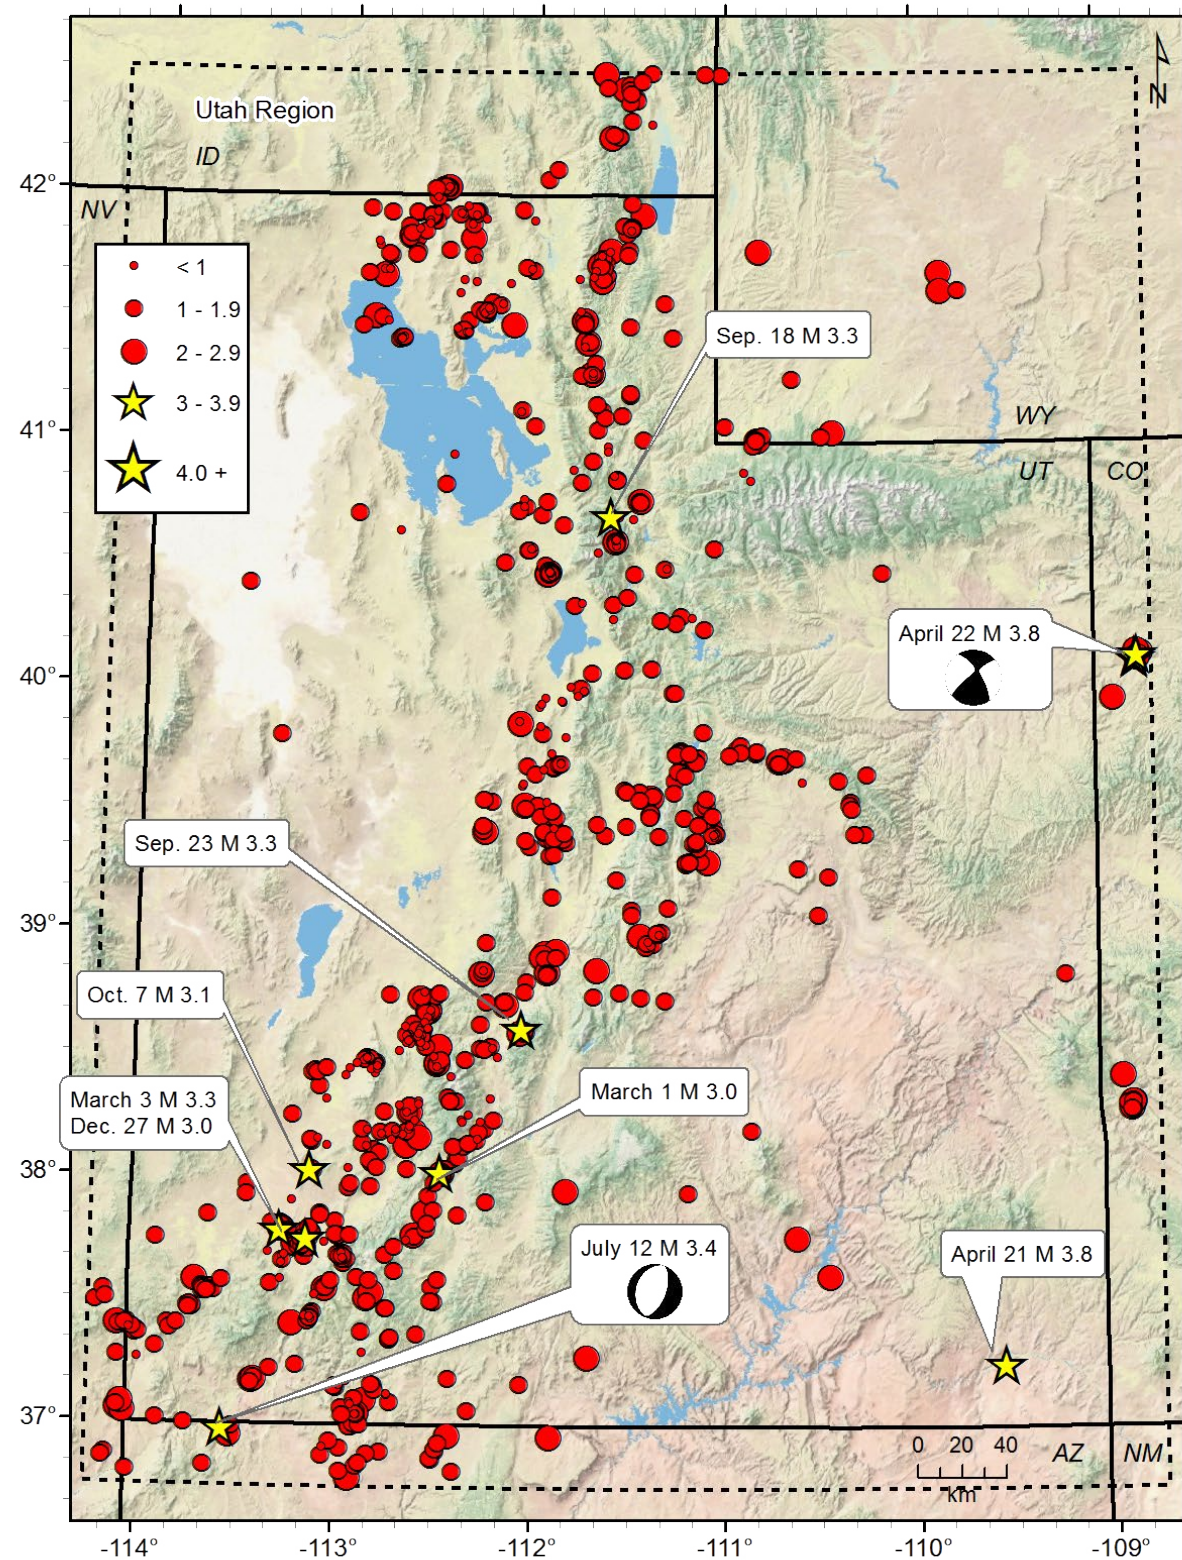 Utah Region
ID
42°
NV
< 1
1 - 1.9
2 - 2.9
3 - 3.9
4.0 +
Sep. 18 M 3.3
WY
41°
UT
CO
April 22 M 3.8
40°
Sep. 23 M 3.3
39°
Oct. 7 M 3.1
March 3 M 3.3
Dec. 27 M 3.0
March 1 M 3.0
38°
July 12 M 3.4
April 21 M 3.8
37°
0 20 40
km
AZ
NM
-114° -113° -112° -111° -110° -109°
N